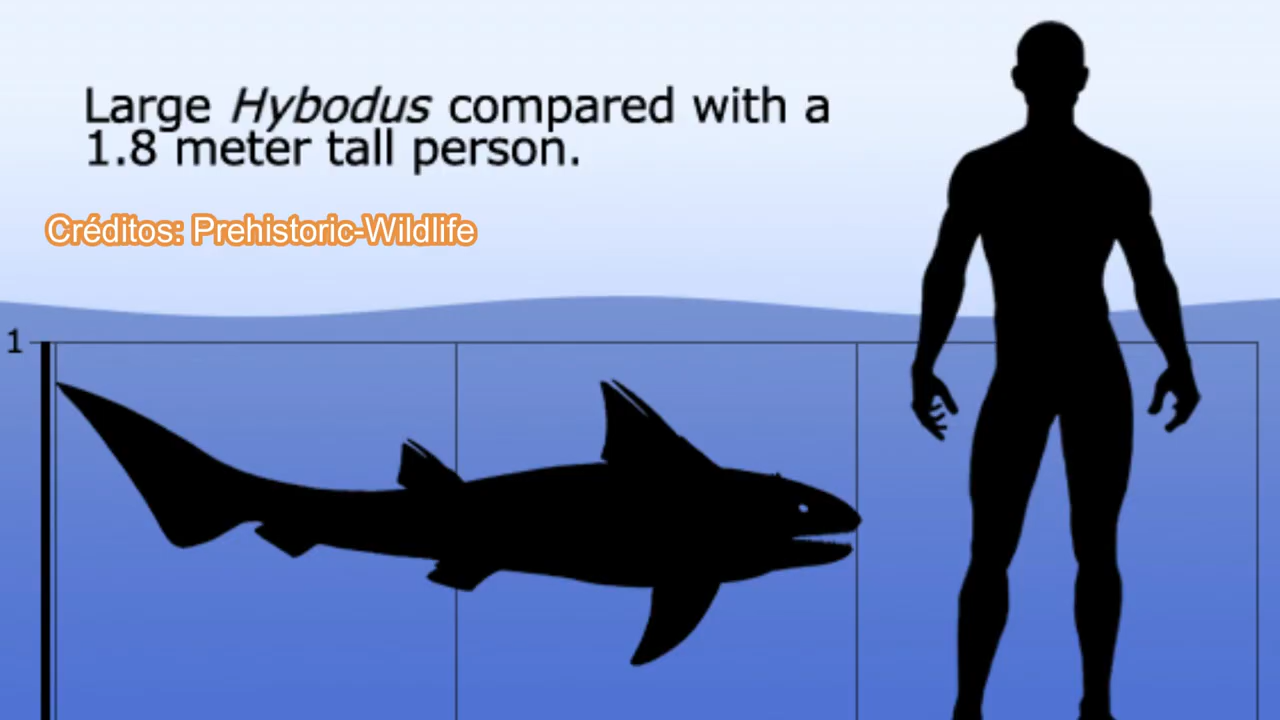 Large Hybodus compared with a
1.8 meter tall person.
Créditos: Prehistoric-Wildlife
1